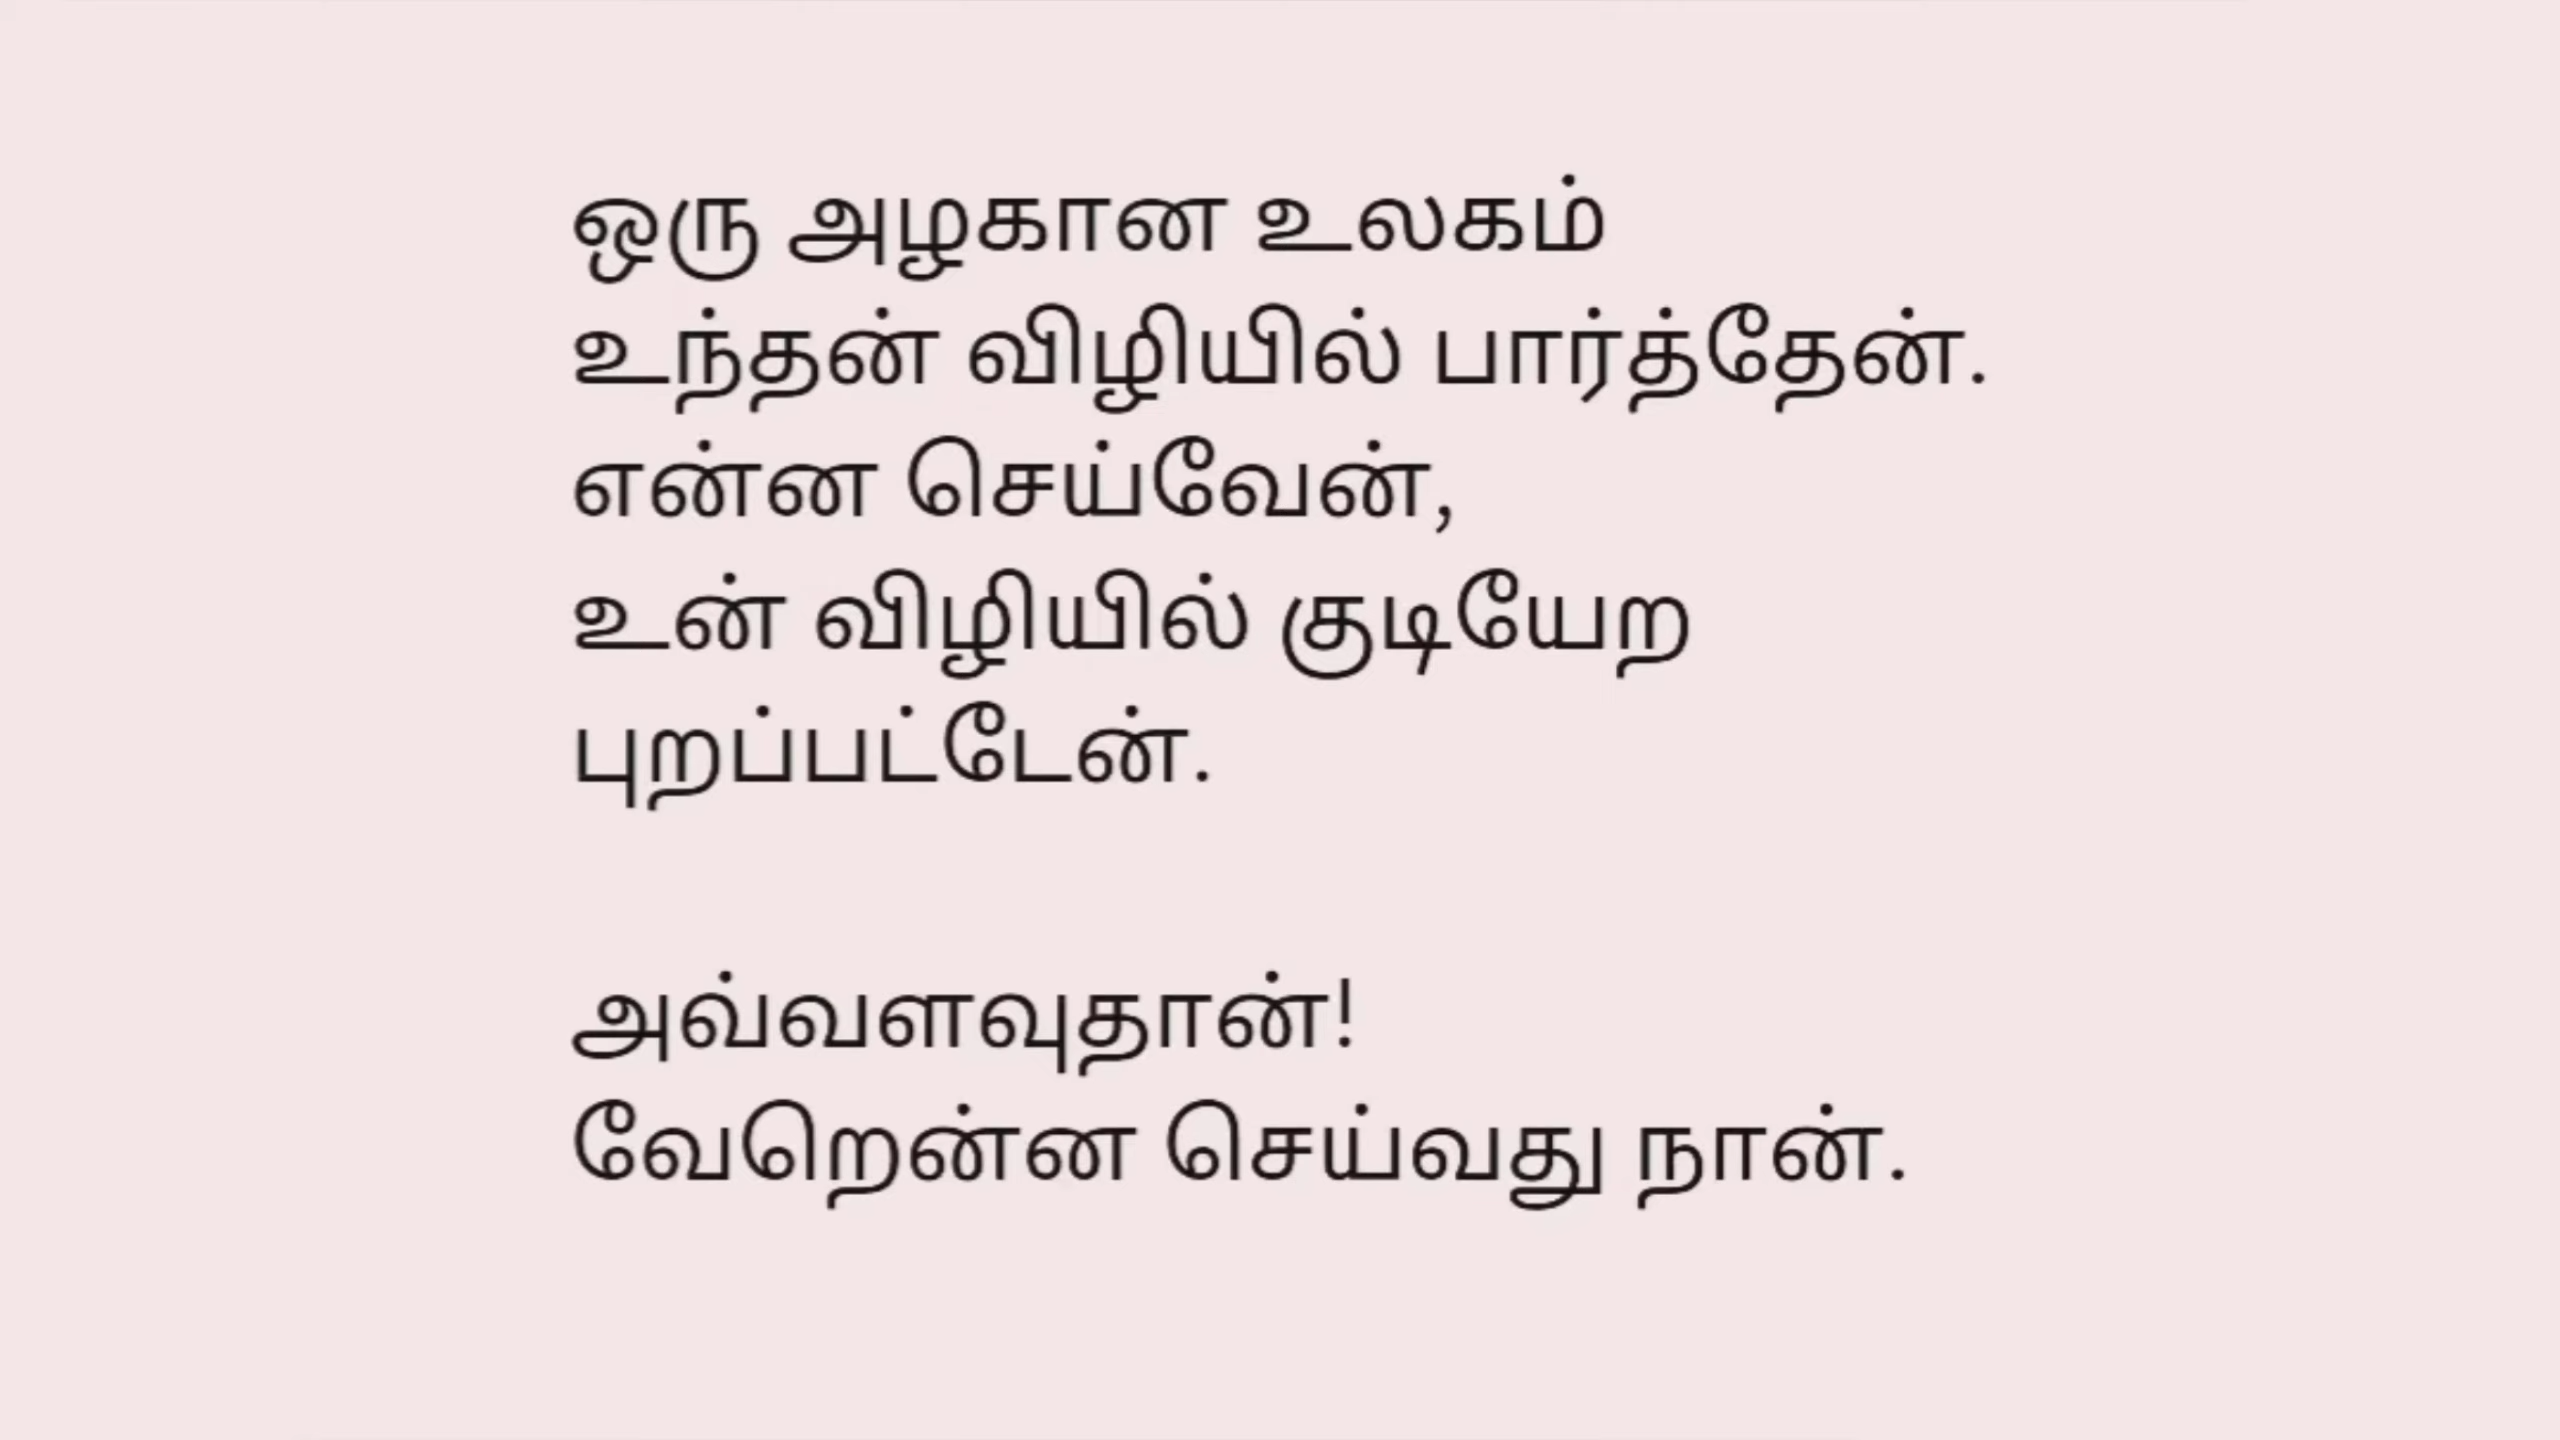 ஒரு அழகான உலகம்
உந்தன் விழியில் பார்த்தேன்.
என்ன செய்வேன்,
உன் விழியில் குடியேற
புறப்பட்டேன்.
அவ்வளவுதான்!
வேறென்ன செய்வது நான்.